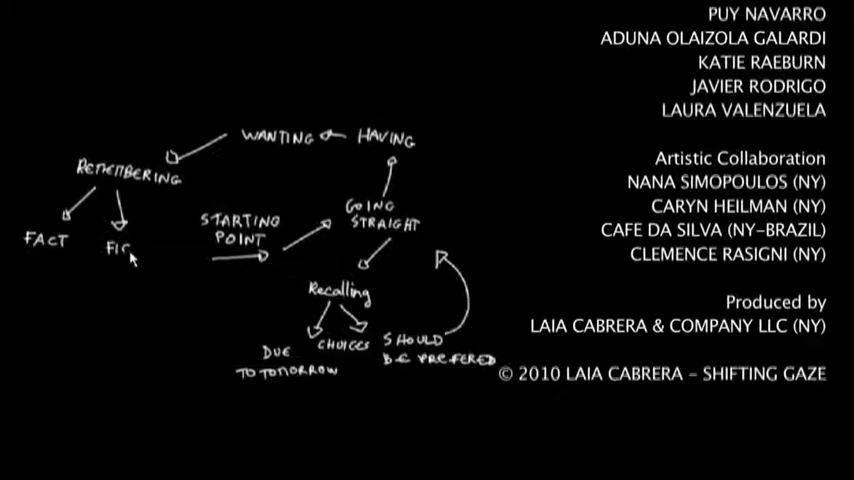 PUY NAVARRO
ADUNA OLAIZOLA GALARDI
KATIE RAEBURN
JAVIER RODRIGO
LAURA VALENZUELA
Artistic Collaboration
NANA SIMOPOULOS (NY)
CARYN HEILMAN (NY)
CAFE DA SILVA (NY-BRAZIL)
CLEMENCE RASIGNI (NY)
Produced by
LAIA CABRERA & COMPANY LLC (NY)
© 2010 LAIA CABRERA – SHIFTING GAZE
WANTING
HAVING
REMEMBERING
FACT
FIC
STARTING
POINT
GOING
STRAIGHT
Recalling
DUE
TO TOMORROW
CHOICES
SHOULD
BE PREFERED